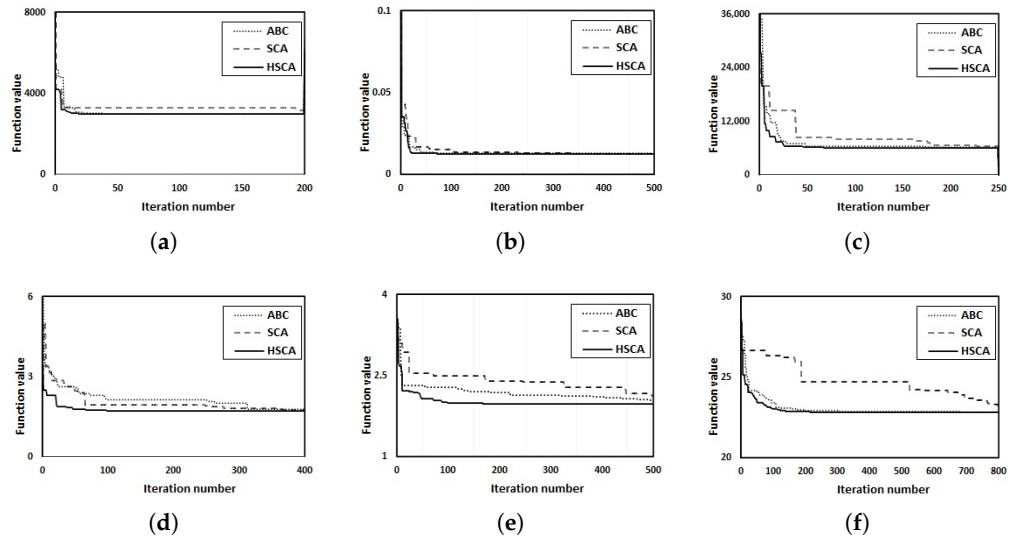 8000
4000
0
Function value
ABC
SCA
HSCA
0 50 100 150 200
Iteration number
(a)
0.1
0.05
0
Function value
ABC
SCA
HSCA
0 100 200 300 400 500
Iteration number
(b)
36,000
24,000
12,000
0
Function value
ABC
SCA
HSCA
0 50 100 150 200 250
Iteration number
(c)
6
3
0
Function value
ABC
SCA
HSCA
0 100 200 300 400
Iteration number
(d)
4
2.5
1
Function value
ABC
SCA
HSCA
0 100 200 300 400 500
Iteration number
(e)
30
25
20
Function value
ABC
SCA
HSCA
0 100 200 300 400 500 600 700 800
Iteration number
(f)